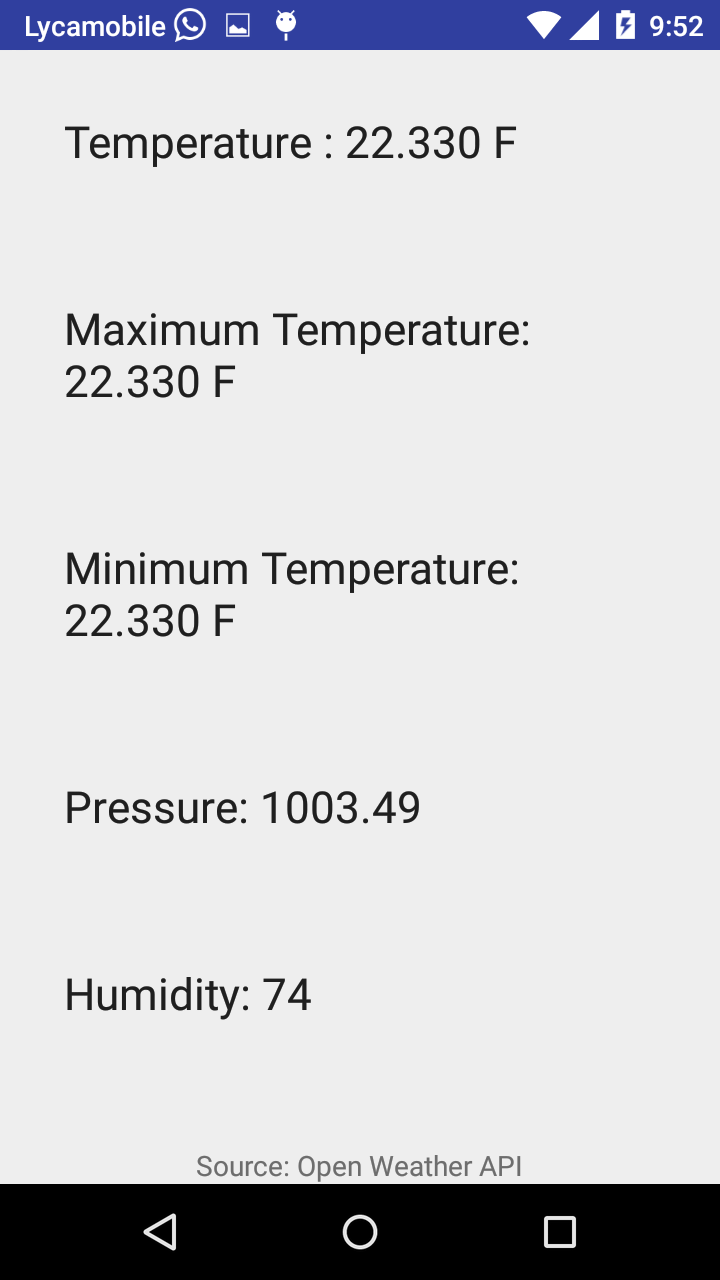 Lycamobile 9:52
Temperature : 22.330 F
Maximum Temperature:
22.330 F
Minimum Temperature:
22.330 F
Pressure: 1003.49
Humidity: 74
Source: Open Weather API